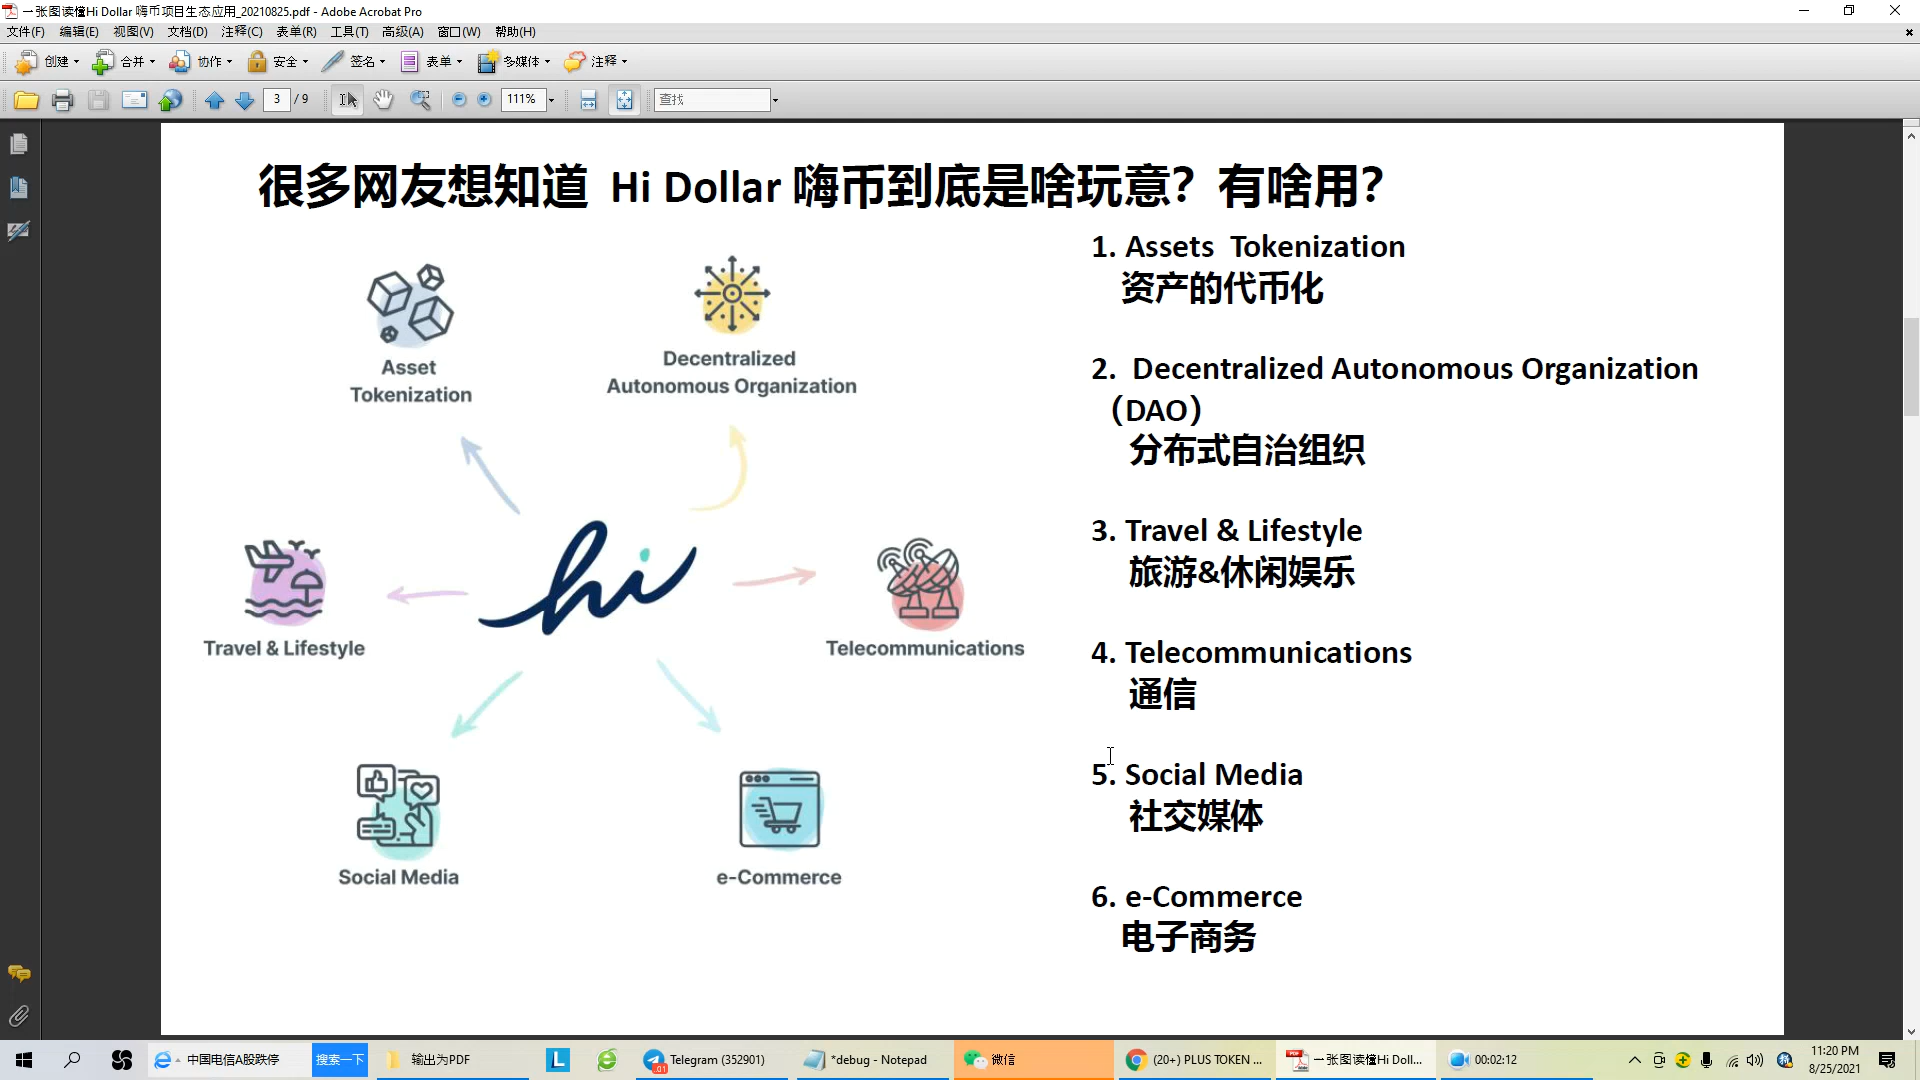 一张图读懂Hi Dollar 嗨币项目生态应用_20210825.pdf - Adobe Acrobat Pro
文件(F) 编辑(E) 视图(V) 文档(D) 注释(C) 表单(R) 工具(T) 高级(A) 窗口(W) 帮助(H)
创建 合并 协作 安全 签名 表单 多媒体 注释
3 / 9 111% 查找
很多网友想知道 Hi Dollar 嗨币到底是啥玩意？有啥用？
Asset
Tokenization
Decentralized
Autonomous Organization
hi
Travel & Lifestyle
Telecommunications
Social Media
e-Commerce
1. Assets Tokenization
资产的代币化
2. Decentralized Autonomous Organization
（DAO）
分布式自治组织
3. Travel & Lifestyle
旅游&休闲娱乐
4. Telecommunications
通信
5. Social Media
社交媒体
6. e-Commerce
电子商务
中国电信A股跌停 搜索一下 输出为PDF L Telegram (352901) *debug - Notepad 微信 (20+) PLUS TOKEN ... 一张图读懂Hi Doll... 00:02:12
11:20 PM
8/25/2021